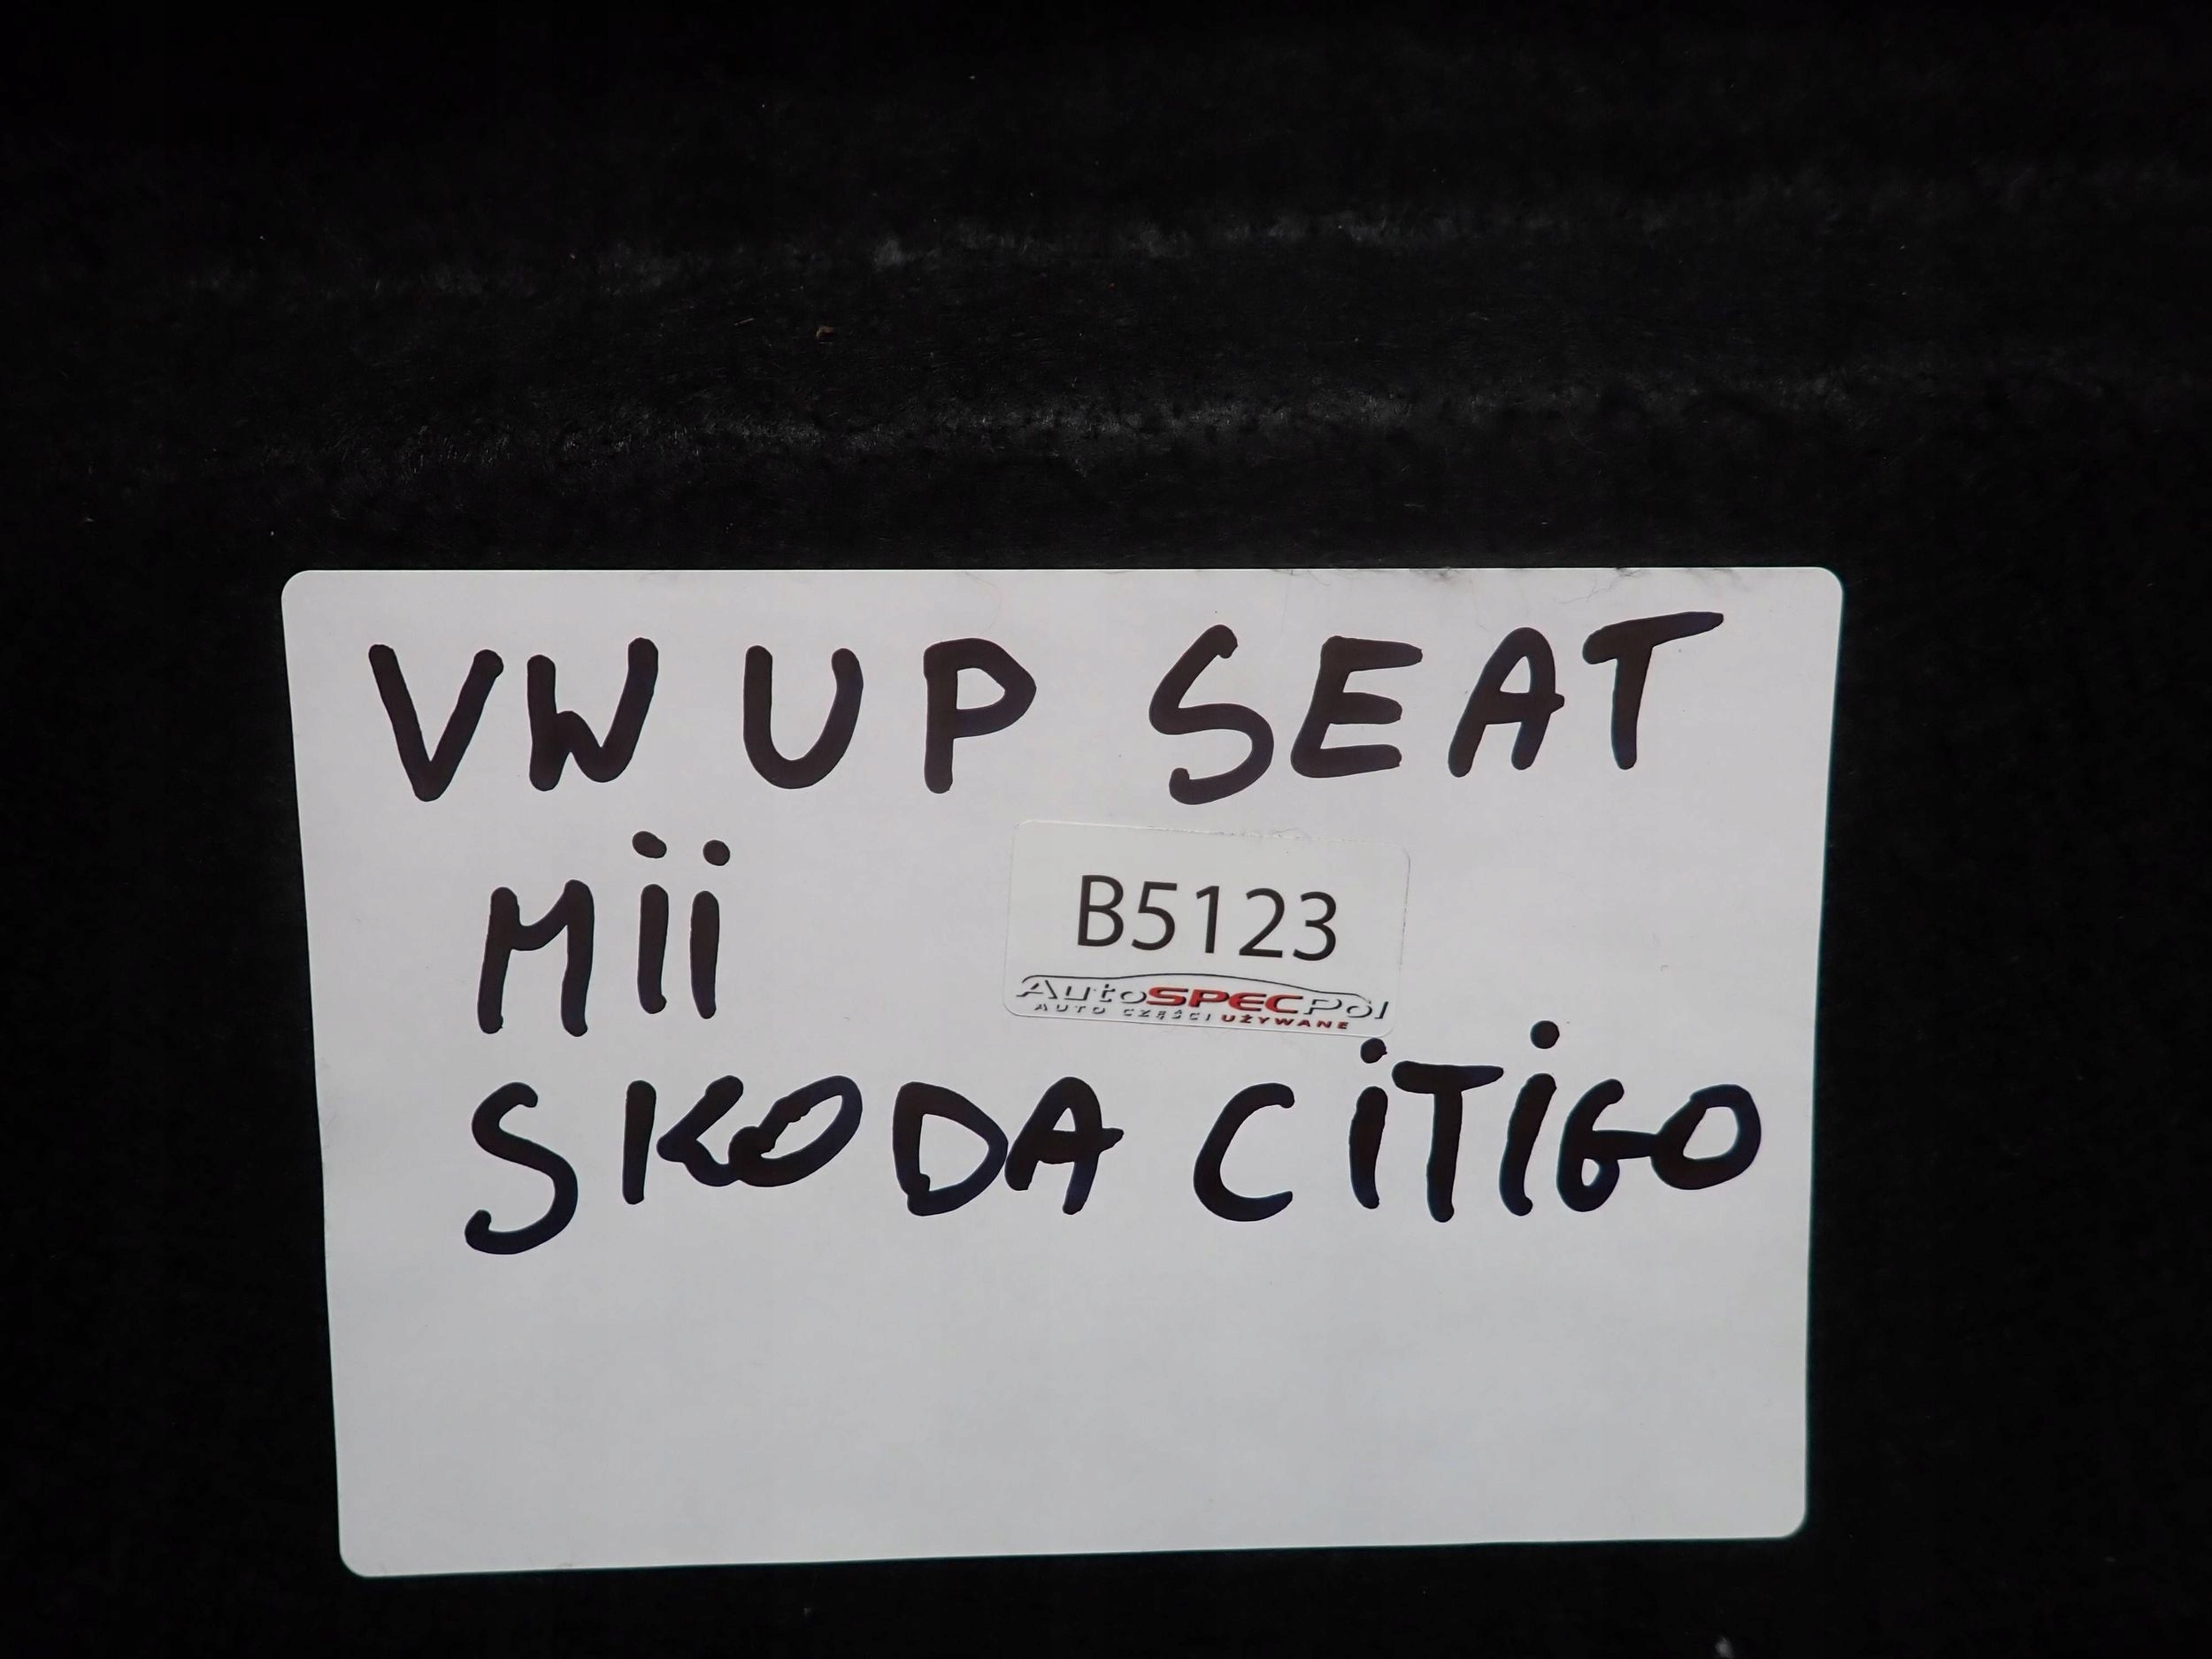 VW UP SEAT
Mii
B5123
AutoSPECPol
AUTO CZĘŚCI UŻYWANE
SKODA CiTiGO